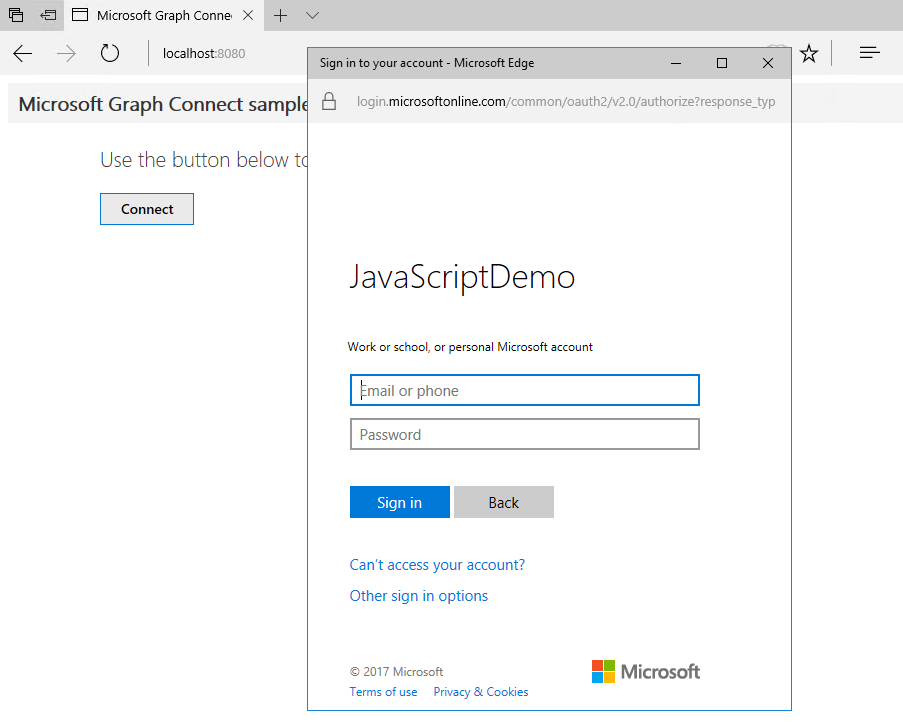 Microsoft Graph Conne
localhost:8080
Sign in to your account - Microsoft Edge
login.microsoftonline.com/common/oauth2/v2.0/authorize?response_typ
Microsoft Graph Connect sample
Use the button below to
Connect
JavaScriptDemo
Work or school, or personal Microsoft account
Email or phone
Password
Sign in Back
Can't access your account?
Other sign in options
© 2017 Microsoft
Microsoft
Terms of use Privacy & Cookies